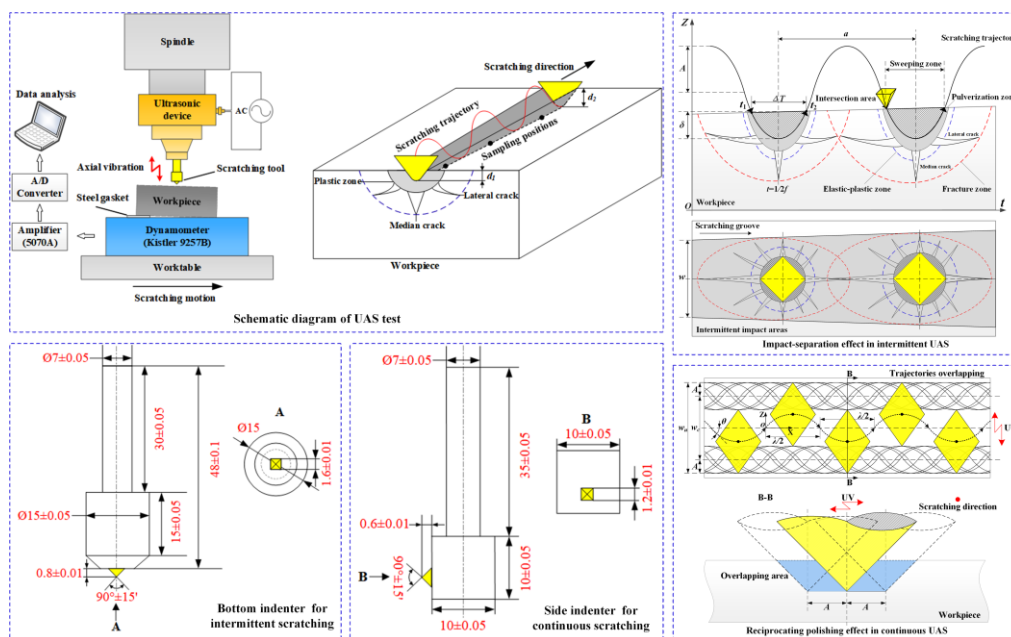 Spindle
Data analysis
Ultrasonic
device
AC
Axial vibration
Scratching tool
A/D
Converter
Steel gasket
Workpiece
Amplifier
(5070A)
Dynamometer
(Kistler 9257B)
Worktable
Scratching motion
Scratching direction
d₂
Scratching trajectory
Sampling positions
Plastic zone
d₁
Lateral crack
Median crack
Workpiece
Schematic diagram of UAS test
Z
a
Scratching trajectory
Sweeping zone
A
Intersection area
Pulverization zone
t₁
ΔT
t₂
δ
Lateral crack
Median crack
t=1/2f
Elastic-plastic zone
Fracture zone
O
Workpiece
t
Scratching groove
w
Intermittent impact areas
Impact-separation effect in intermittent UAS
Ø7±0.05
30±0.05
48±0.1
Ø15±0.05
15±0.05
0.8±0.01
90°±15'
A
A
Ø15
1.6±0.01
Bottom indenter for
intermittent scratching
Ø7±0.05
35±0.05
B
10±0.05
1.2±0.01
0.6±0.01
B
90°±15'
10±0.05
10±0.05
Side indenter for
continuous scratching
B
Trajectories overlapping
A
θ
Z
o
λ/2
λ/2
A
B
B-B
UV
Scratching direction
Overlapping area
A
A
Workpiece
Reciprocating polishing effect in continuous UAS